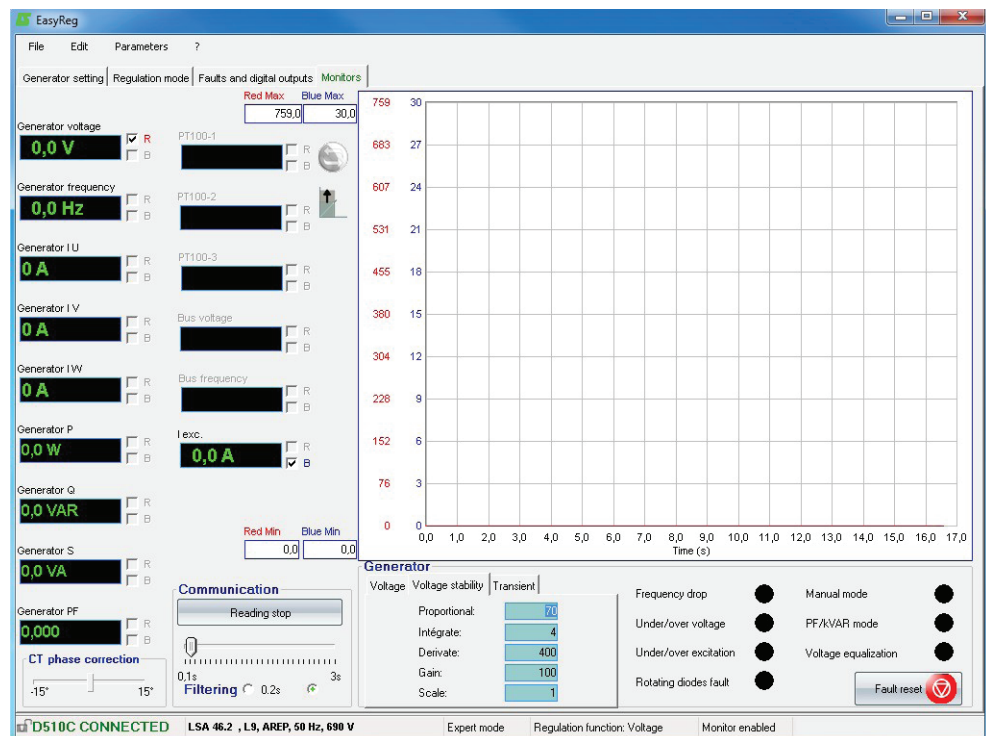 EasyReg
File Edit Parameters ?
Generator setting Regulation mode Faults and digital outputs Monitors
Red Max Blue Max
759,0 30,0
Generator voltage
0,0 V
R
B
Generator frequency
0,0 Hz
R
B
Generator I U
0 A
R
B
Generator I V
0 A
R
B
Generator I W
0 A
R
B
Generator P
0,0 W
R
B
Generator Q
0,0 VAR
R
B
Generator S
0,0 VA
R
B
Generator PF
0,000
R
B
CT phase correction
-15° 15°
PT100-1
R
B
PT100-2
R
B
PT100-3
R
B
Bus voltage
R
B
Bus frequency
R
B
I exc.
0,0 A
R
B
Red Min Blue Min
0,0 0,0
Communication
Reading stop
0,1s 3s
Filtering 0.2s
759 30
683 27
607 24
531 21
455 18
380 15
304 12
228 9
152 6
76 3
0 0
0,0 1,0 2,0 3,0 4,0 5,0 6,0 7,0 8,0 9,0 10,0 11,0 12,0 13,0 14,0 15,0 16,0 17,0
Time (s)
Generator
Voltage Voltage stability Transient
Proportional: 70
Intégrate: 4
Derivate: 400
Gain: 100
Scale: 1
Frequency drop
Under/over voltage
Under/over excitation
Rotating diodes fault
Manual mode
PF/kVAR mode
Voltage equalization
Fault reset
D510C CONNECTED LSA 46.2 , L9, AREP, 50 Hz, 690 V Expert mode Regulation function: Voltage Monitor enabled